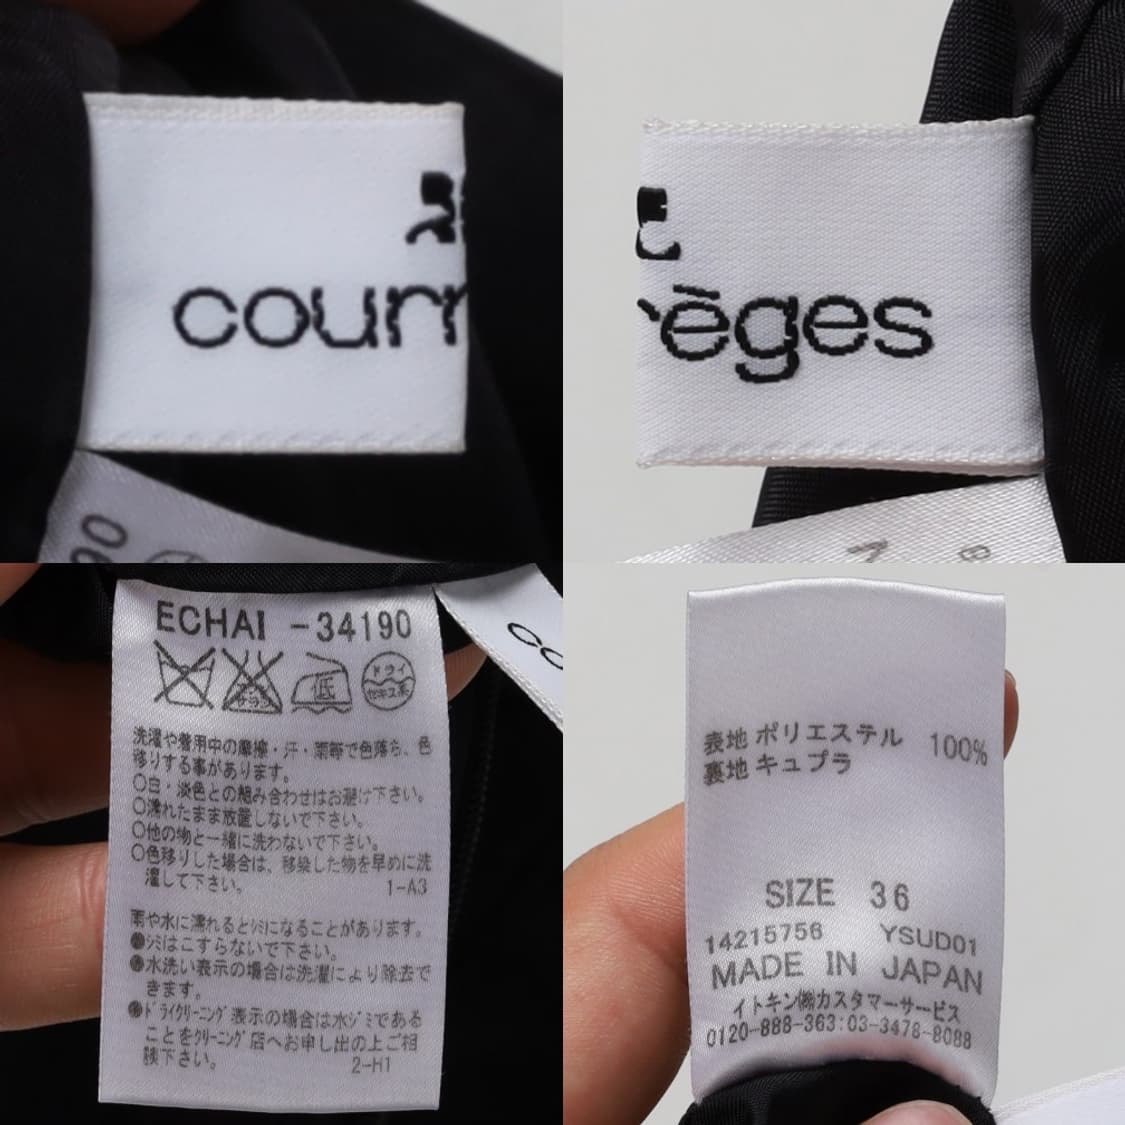 courr
règes
ECHAI -34190
サラシ
低
ドライ
セキユ系
洗濯や着用中の摩擦・汗・雨等で色落ち、色
移りする事があります。
○白・淡色との組み合わせはお避け下さい。
○濡れたまま放置しないで下さい。
○他の物と一緒に洗わないで下さい。
○色移りした場合は、移染した物を早めに洗
濯して下さい。
1-A3
雨や水に濡れるとシミになることがあります。
●シミはこすらないで下さい。
●水洗い表示の場合は洗濯により除去で
きます。
●ドライクリーニング表示の場合は水ジミである
ことをクリーニング店へお申し出の上ご相
談下さい。
2-H1
co
表地 ポリエステル 100%
裏地 キュプラ
SIZE 36
14215756 YSUD01
MADE IN JAPAN
イトキン㈱カスタマーサービス
0120-888-363:03-3478-8088